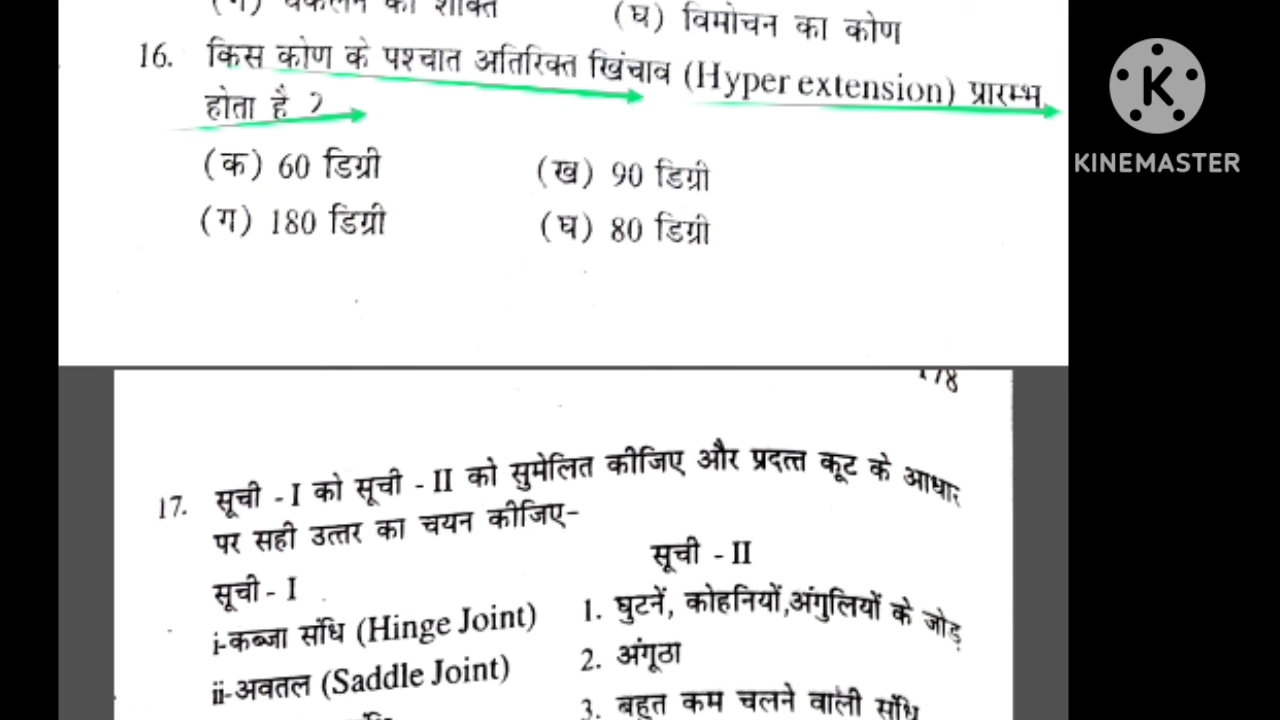 (ग) वकलन की शक्ति
(घ) विमोचन का कोण
16. किस कोण के पश्चात अतिरिक्त खिंचाव (Hyper extension) प्रारम्भ
होता है ?
(क) 60 डिग्री
(ख) 90 डिग्री
(ग) 180 डिग्री
(घ) 80 डिग्री
K
KINEMASTER
178
17. सूची - I को सूची - II को सुमेलित कीजिए और प्रदत्त कूट के आधार
पर सही उत्तर का चयन कीजिए-
सूची - I
सूची - II
i-कब्जा संधि (Hinge Joint)
1. घुटनें, कोहनियों,अंगुलियों के जोड़
ii-अवतल (Saddle Joint)
2. अंगूठा
3. बहुत कम चलने वाली संधि